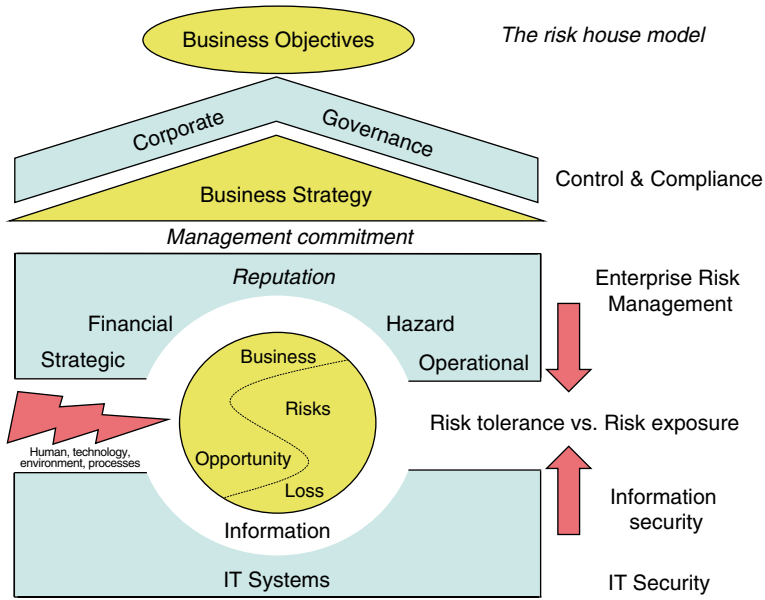 Business Objectives
The risk house model
Corporate
Governance
Business Strategy
Control & Compliance
Management commitment
Reputation
Enterprise Risk
Management
Financial
Hazard
Strategic
Operational
Business
Risks
Opportunity
Loss
Risk tolerance vs. Risk exposure
Human, technology,
environment, processes
Information
Information
security
IT Systems
IT Security